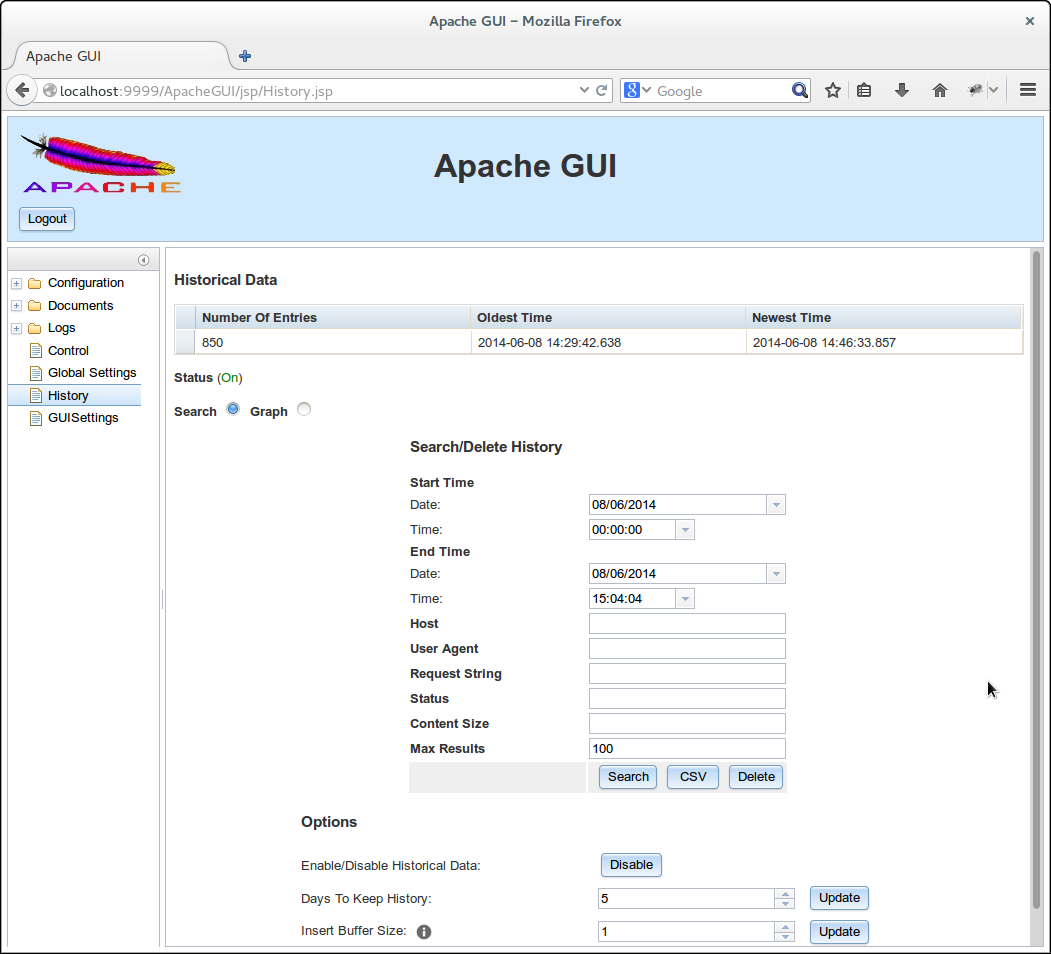 Apache GUI – Mozilla Firefox
Apache GUI
localhost:9999/ApacheGUI/jsp/History.jsp
8 Google
APACHE
Apache GUI
Logout
Configuration
Documents
Logs
Control
Global Settings
History
GUISettings
Historical Data
Number Of Entries Oldest Time Newest Time
850 2014-06-08 14:29:42.638 2014-06-08 14:46:33.857
Status (On)
Search Graph
Search/Delete History
Start Time
Date: 08/06/2014
Time: 00:00:00
End Time
Date: 08/06/2014
Time: 15:04:04
Host
User Agent
Request String
Status
Content Size
Max Results 100
Search CSV Delete
Options
Enable/Disable Historical Data: Disable
Days To Keep History: 5 Update
Insert Buffer Size: i 1 Update